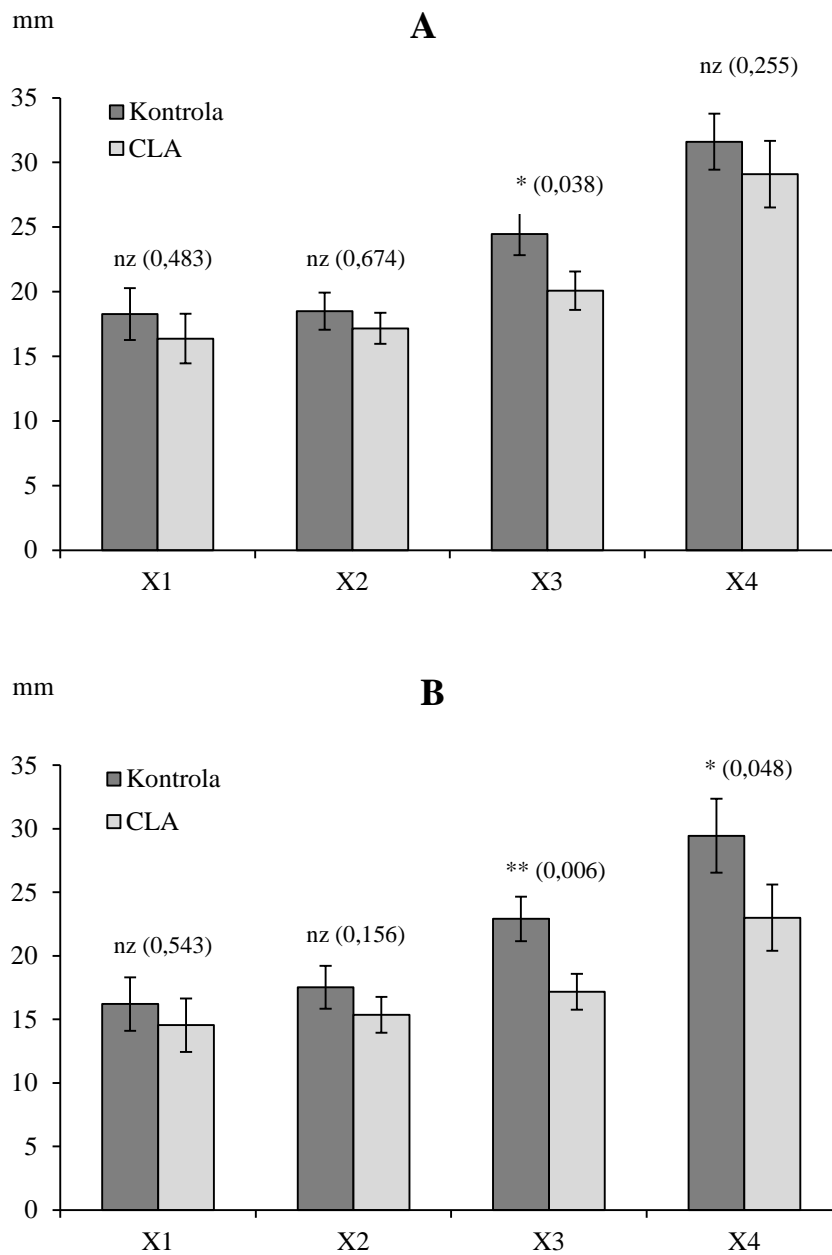 mm
A
nz (0,255)
35
Kontrola
30
CLA
* (0,038)
25
nz (0,483)
nz (0,674)
20
15
10
5
0
X1
X2
X3
X4
mm
B
35
Kontrola
* (0,048)
30
CLA
** (0,006)
25
nz (0,543)
nz (0,156)
20
15
10
5
0
X1
X2
X3
X4